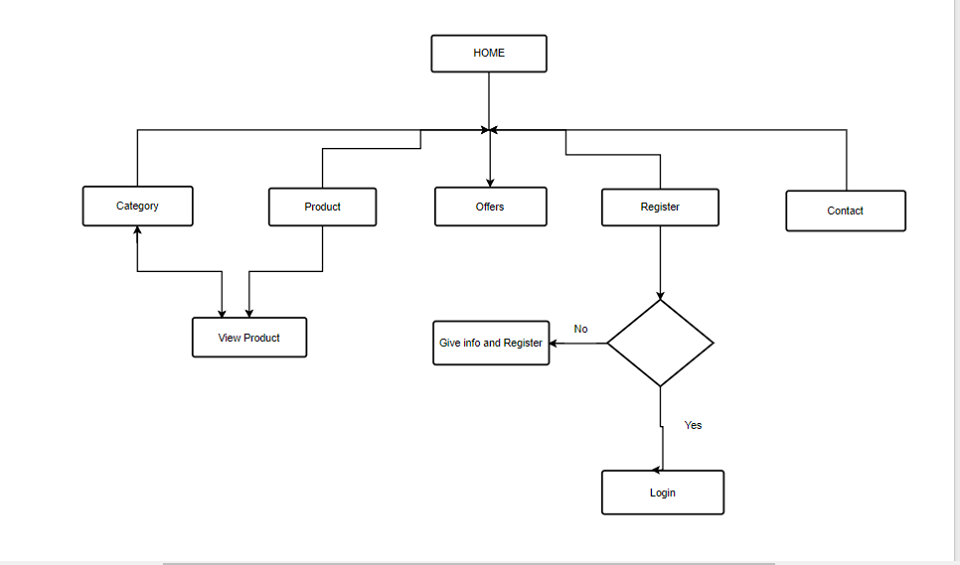 HOME
Category
Product
Offers
Register
Contact
View Product
Give info and Register
No
Yes
Login